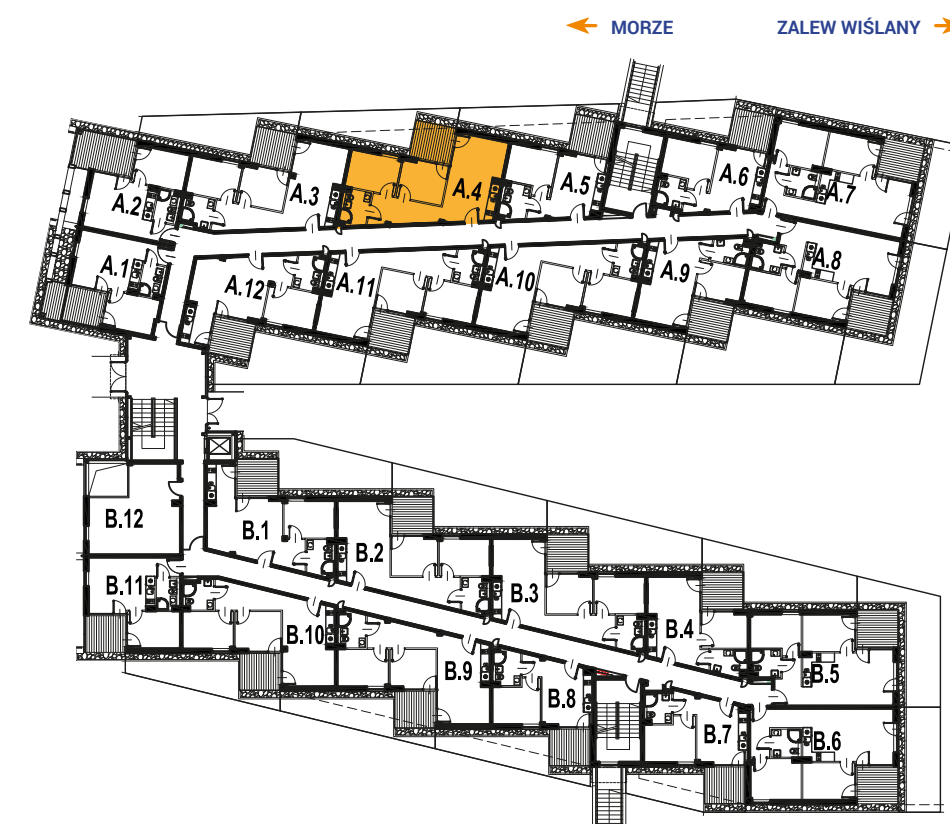 MORZE ZALEW WIŚLANY
A.2 A.3 A.4 A.5 A.6 A.7
A.1 A.12 A.11 A.10 A.9 A.8
B.12 B.1 B.2 B.3 B.4 B.5
B.11 B.10 B.9 B.8 B.7 B.6